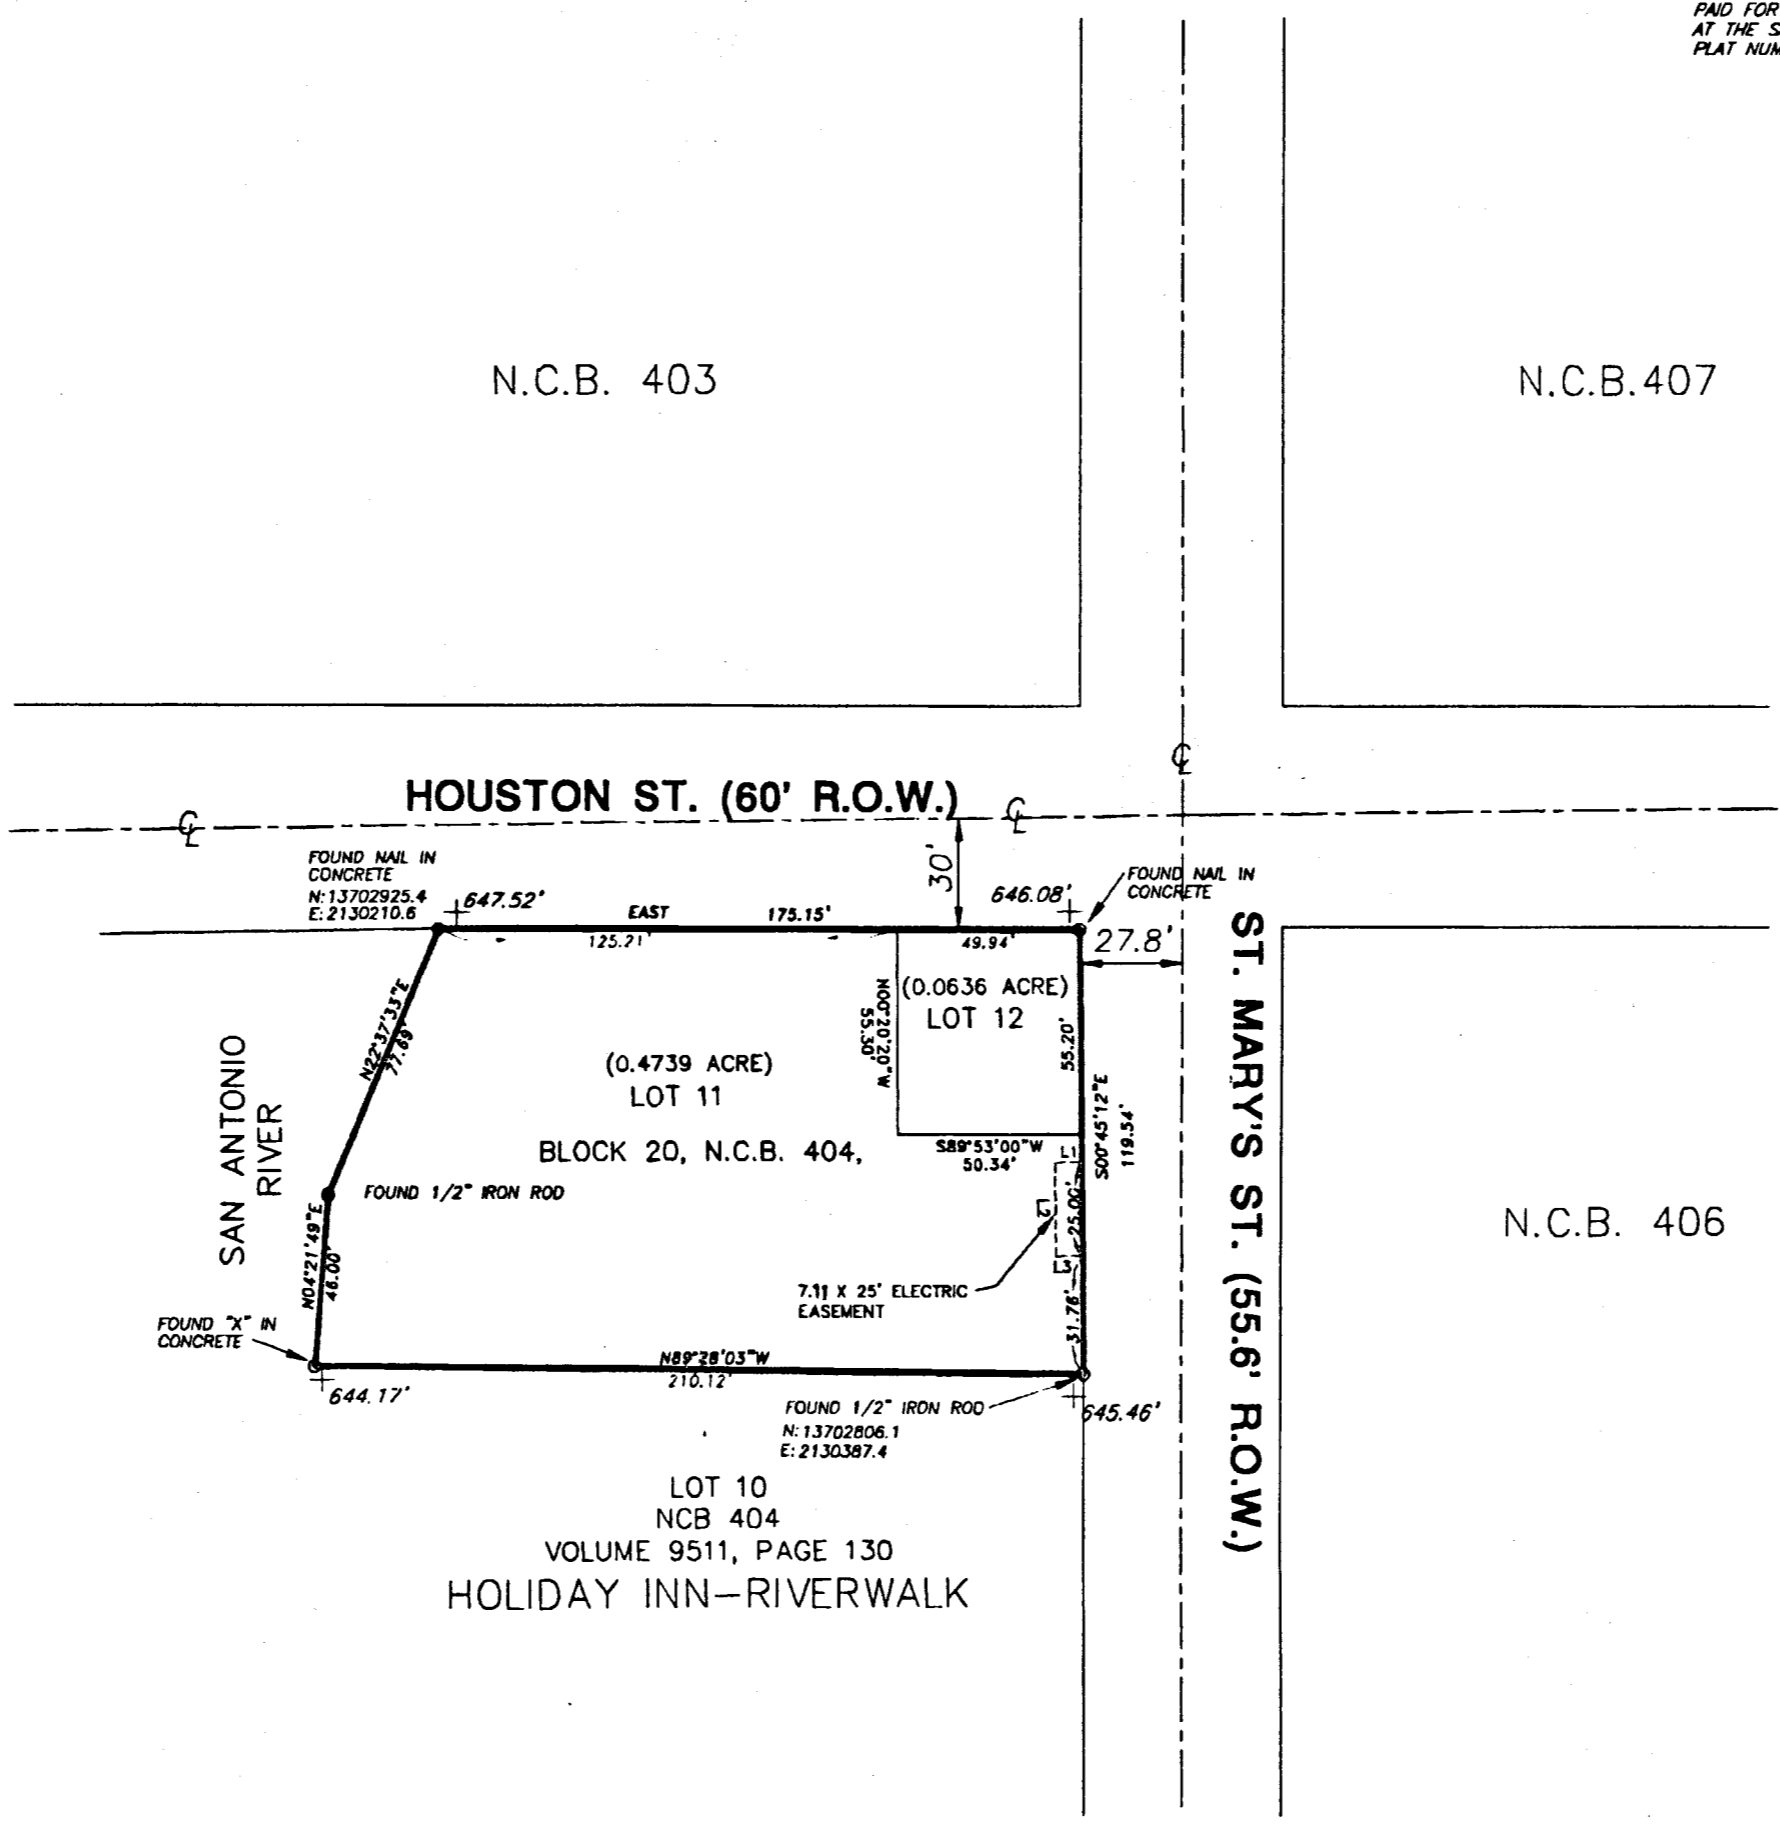 PAID FOR
AT THE S
PLAT NUM
N.C.B. 403
N.C.B.407
HOUSTON ST. (60' R.O.W.)
30'
FOUND NAIL IN
CONCRETE
N:13702925.4
E:2130210.6
647.52'
EAST 175.15'
125.21'
49.94'
646.08'
FOUND NAIL IN
CONCRETE
27.8'
ST. MARY'S ST. (55.6' R.O.W.)
(0.0636 ACRE)
LOT 12
N00°20'20"W
55.30'
55.20'
S89°53'00"W
50.34'
S00°45'12"E
119.54'
N22°37'33"E
77.69'
SAN ANTONIO
RIVER
(0.4739 ACRE)
LOT 11
BLOCK 20, N.C.B. 404,
L1
L2
25.00'
L3
FOUND 1/2" IRON ROD
N04°21'49"E
46.00'
7.11 X 25' ELECTRIC
EASEMENT
31.76'
FOUND "X" IN
CONCRETE
N89°28'03"W
210.12'
644.17'
FOUND 1/2" IRON ROD
N:13702806.1
E:2130387.4
645.46'
N.C.B. 406
LOT 10
NCB 404
VOLUME 9511, PAGE 130
HOLIDAY INN-RIVERWALK